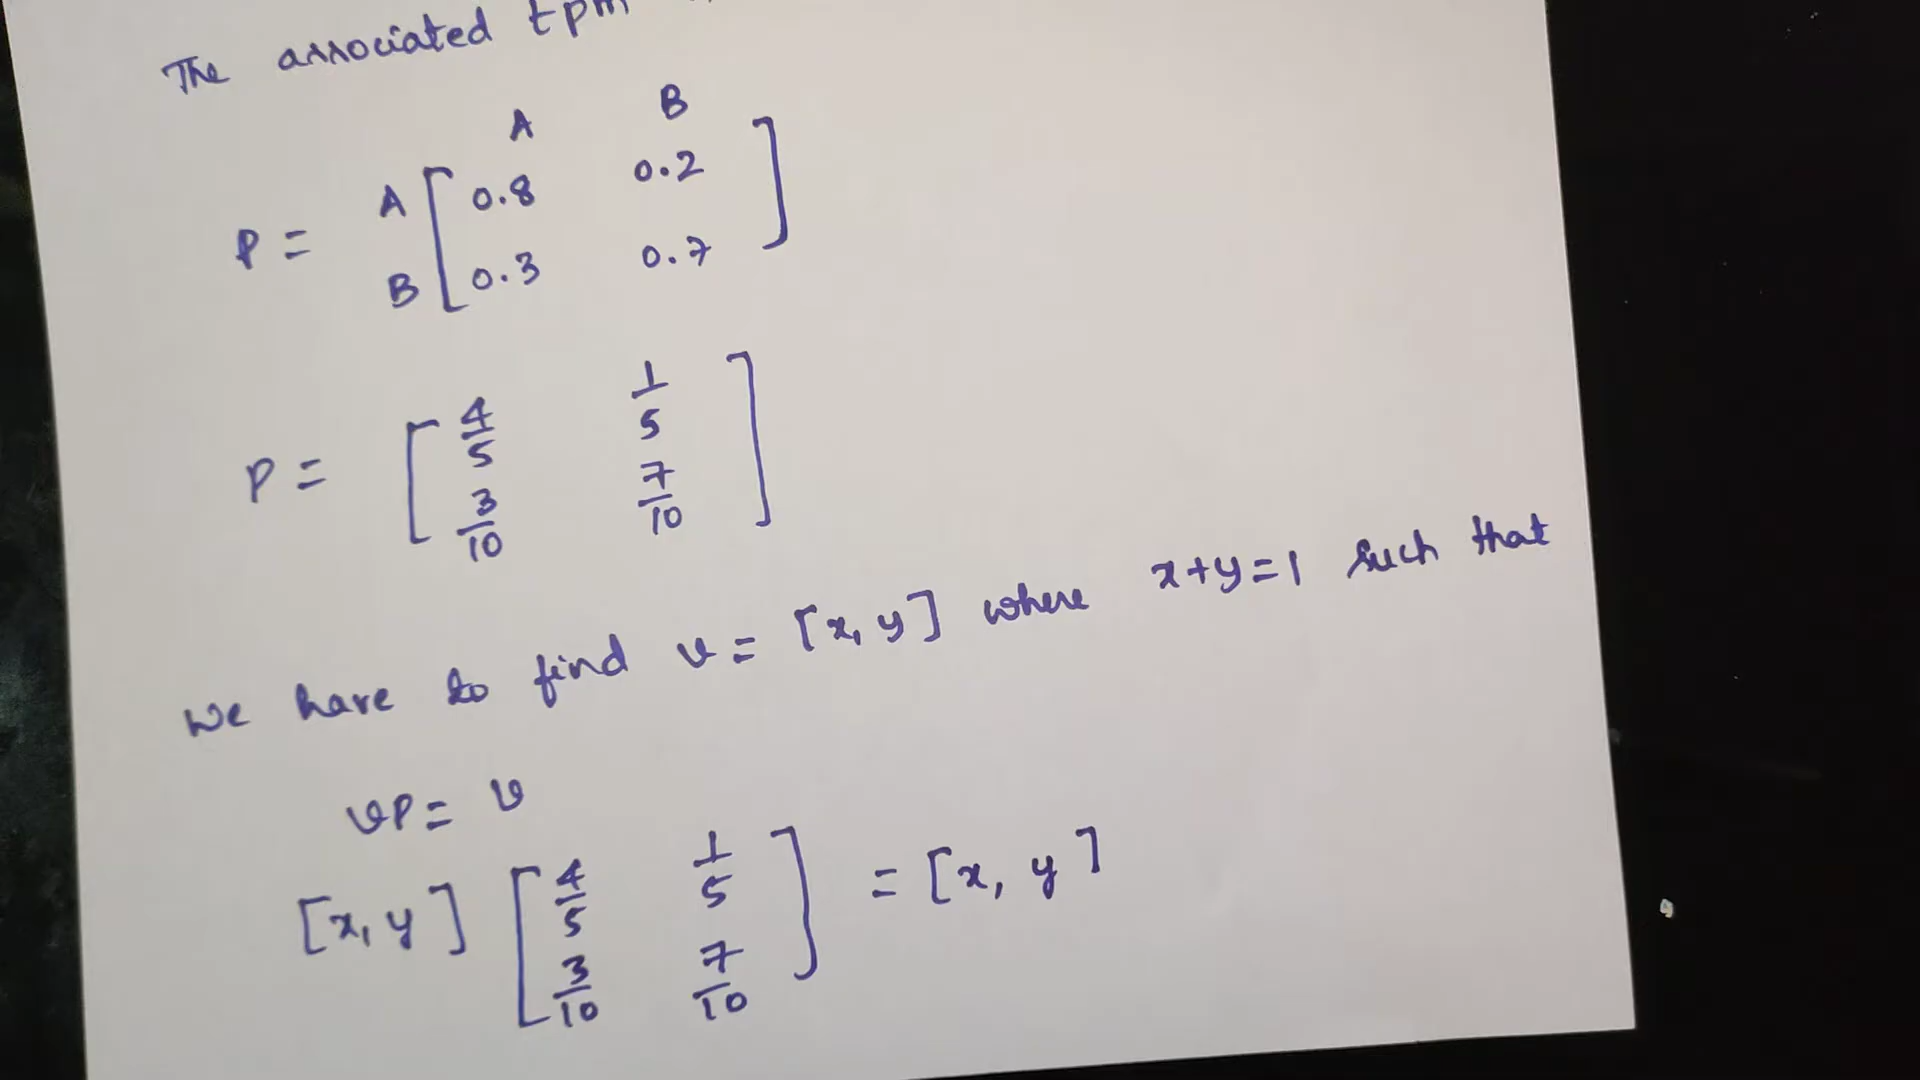 The associated tpm
A B
P = A [ 0.8 0.2 ]
B [ 0.3 0.7 ]
P = [ 4/5 1/5 ]
[ 3/10 7/10 ]
we have to find v = [x, y] where x+y=1 such that
vP = v
[x, y] [ 4/5 1/5 ] = [x, y]
[ 3/10 7/10 ]